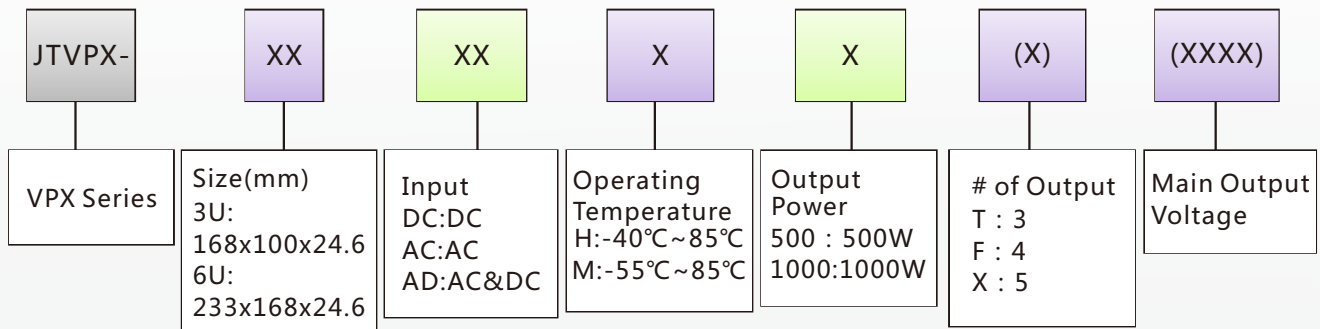 JTVPX-
XX
XX
X
X
(X)
(XXXX)
VPX Series
Size(mm)
3U:
168x100x24.6
6U:
233x168x24.6
Input
DC:DC
AC:AC
AD:AC&DC
Operating
Temperature
H:-40℃~85℃
M:-55℃~85℃
Output
Power
500：500W
1000:1000W
# of Output
T：3
F：4
X：5
Main Output
Voltage